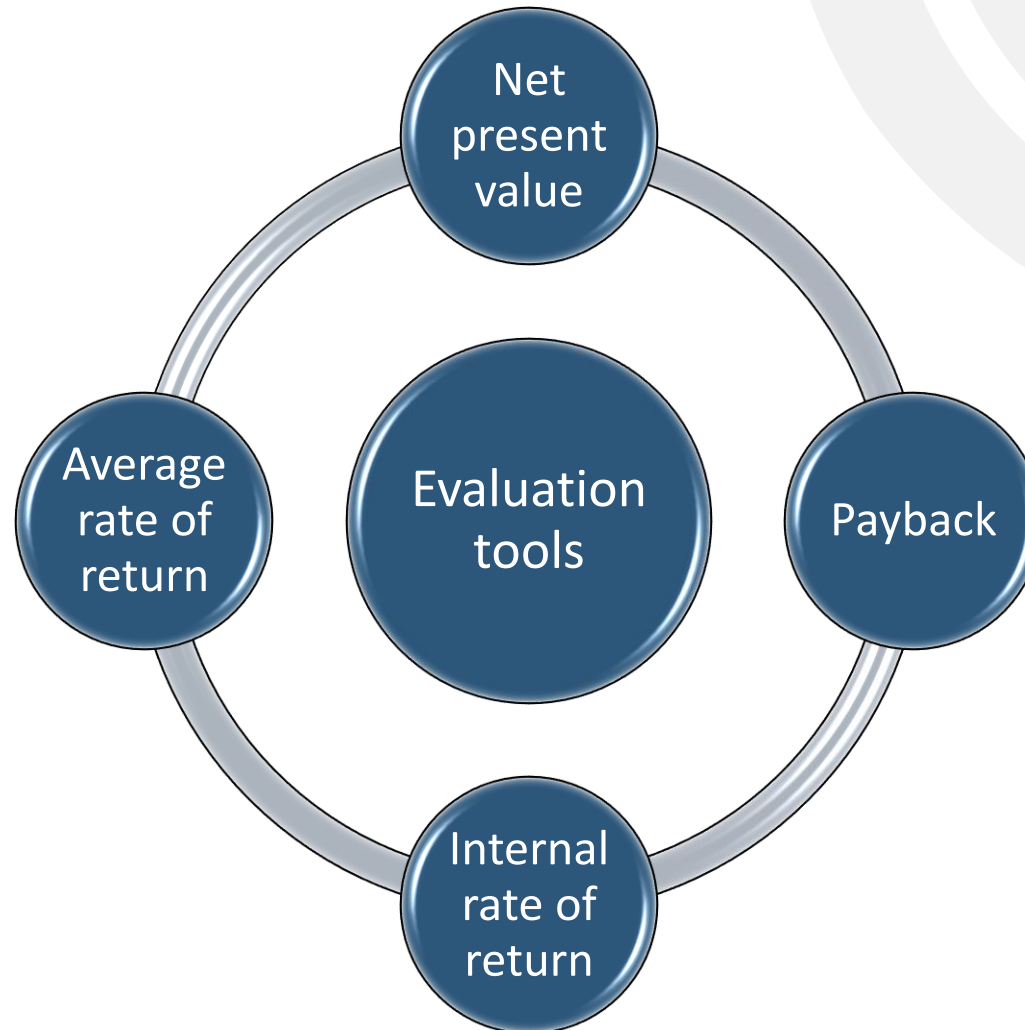 Net
present
value
Average
rate of
return
Evaluation
tools
Payback
Internal
rate of
return